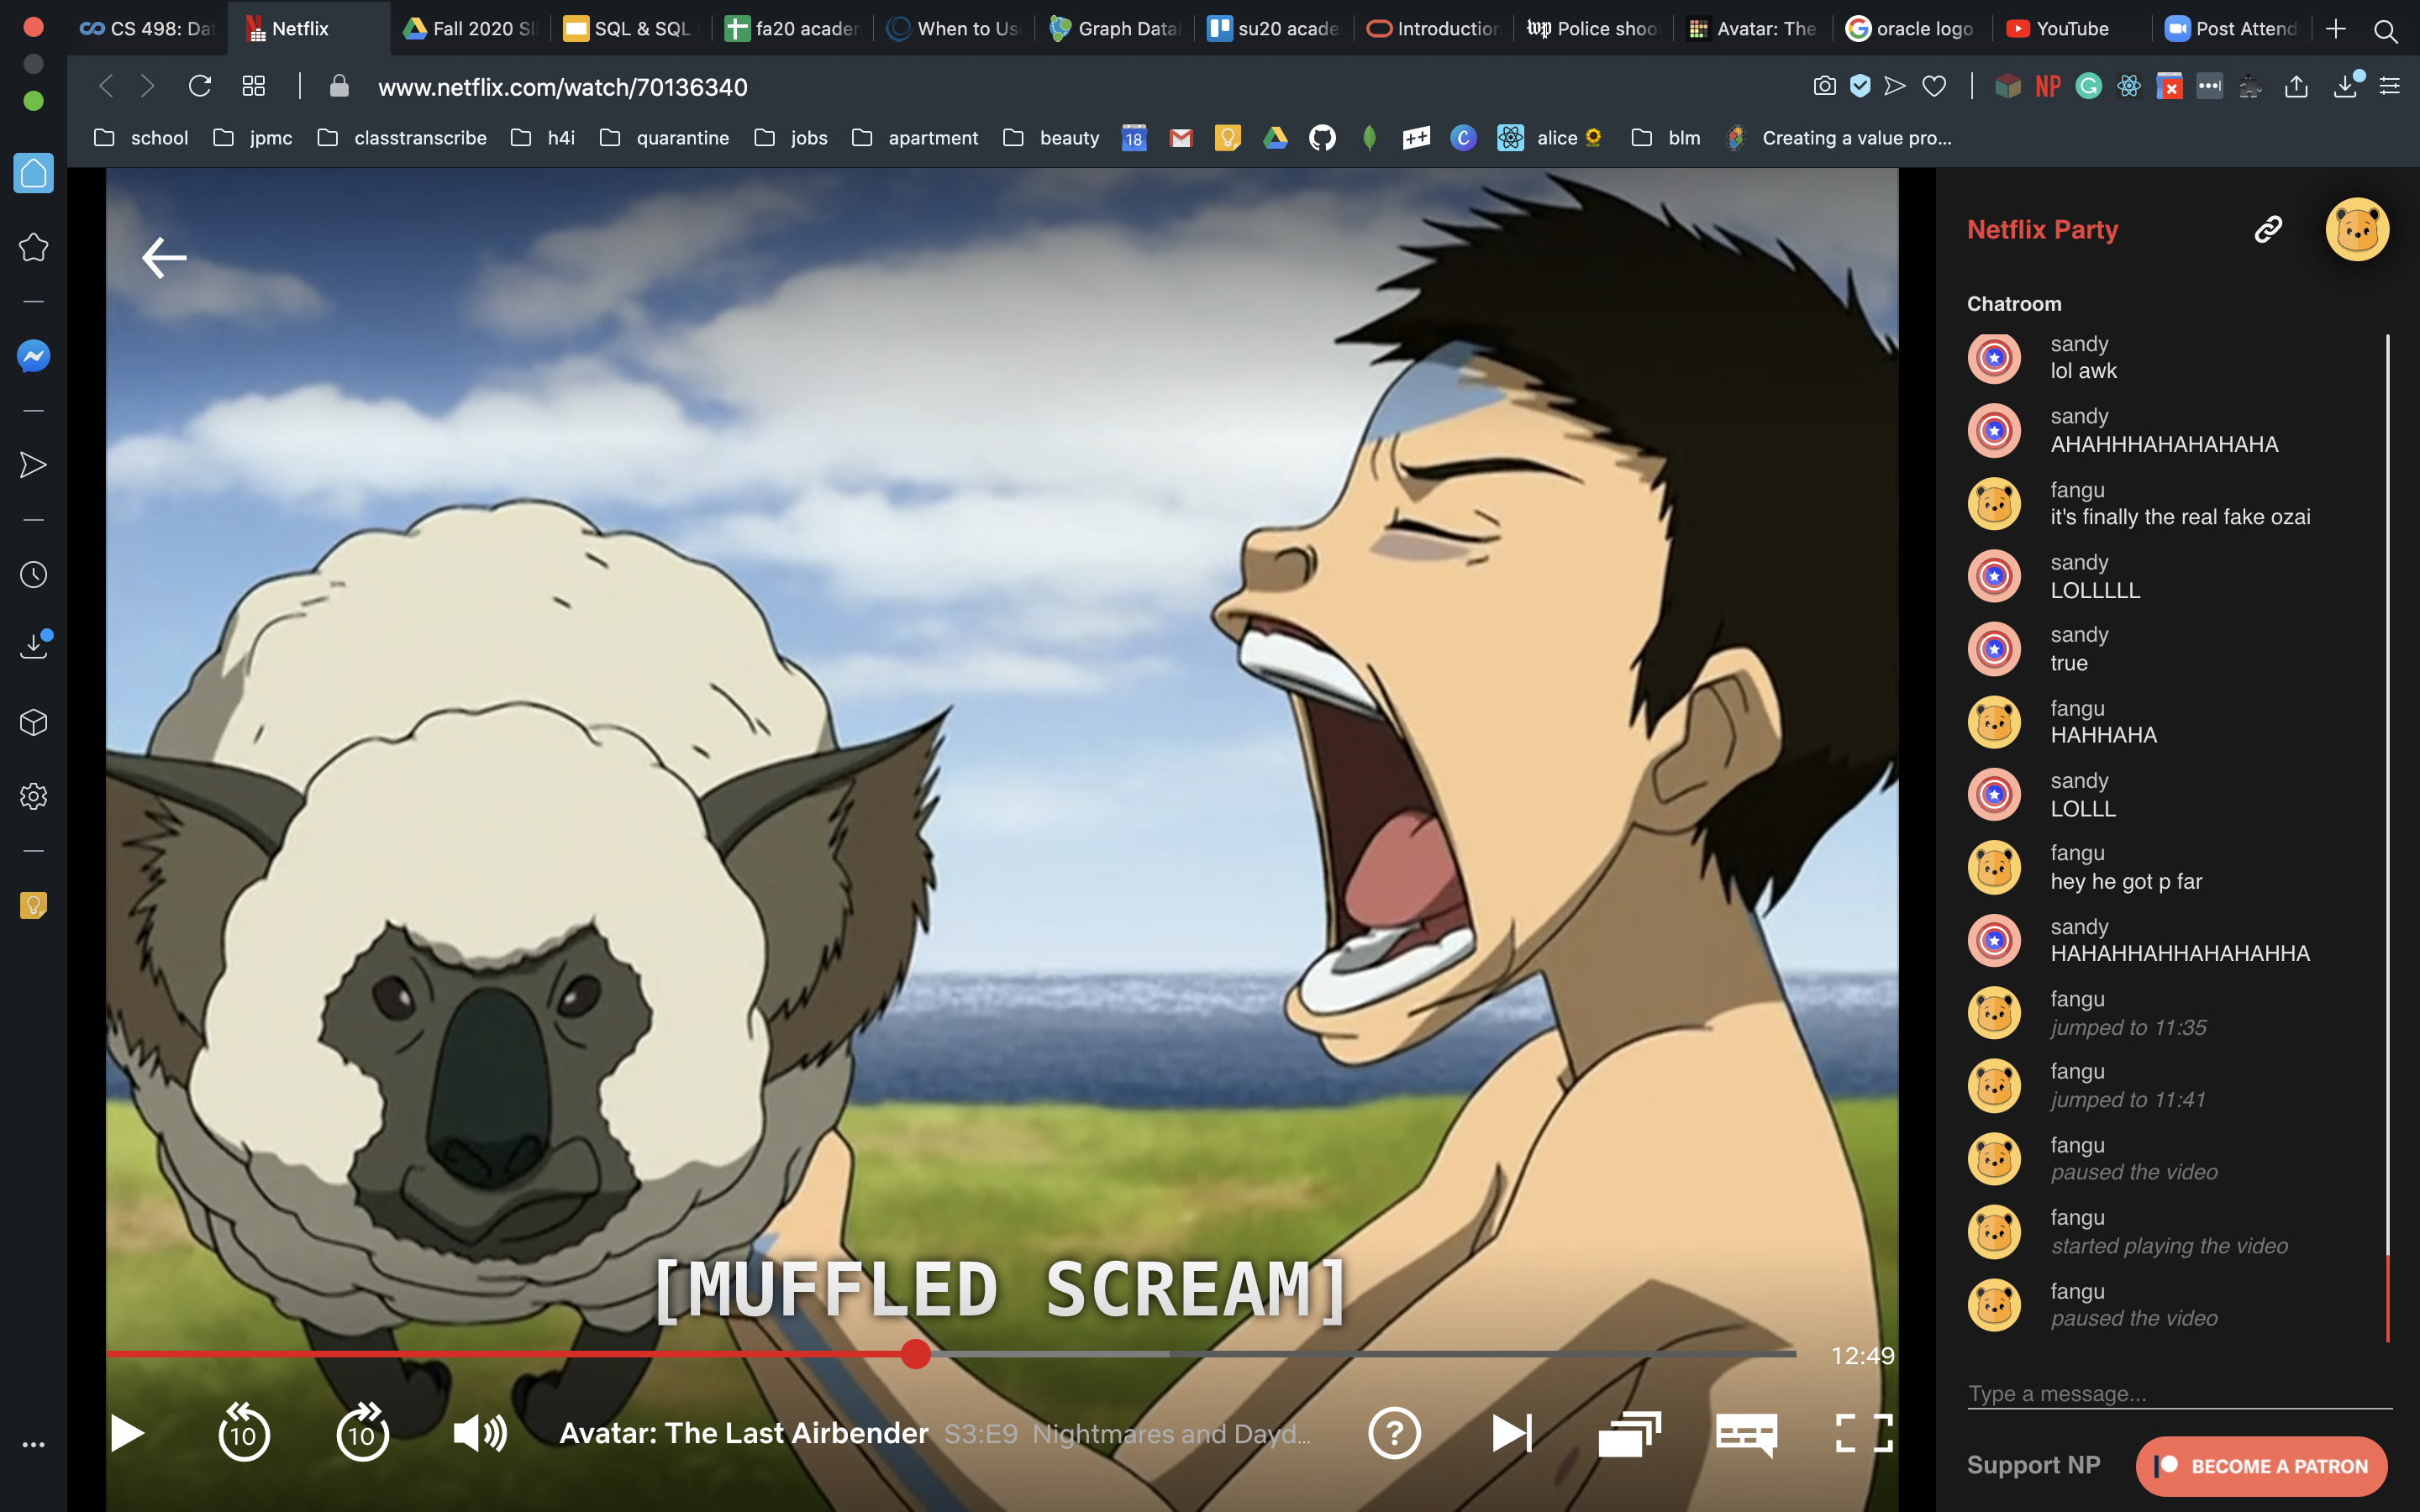 CS 498: Dat
Netflix
Fall 2020 Sl
SQL & SQL
fa20 acader
When to Us
Graph Data
su20 acade
Introduction
wp Police shoo
Avatar: The
oracle logo
YouTube
Post Attend
www.netflix.com/watch/70136340
NP
school
jpmc
classtranscribe
h4i
quarantine
jobs
apartment
beauty
18
++
C
alice
blm
Creating a value pro...
Netflix Party
Chatroom
sandy
lol awk
sandy
AHAHHHAHAHAHAHA
fangu
it's finally the real fake ozai
sandy
LOLLLLL
sandy
true
fangu
HAHHAHA
sandy
LOLLL
fangu
hey he got p far
sandy
HAHAHHAHHAHAHAHHA
fangu
jumped to 11:35
fangu
jumped to 11:41
fangu
paused the video
fangu
started playing the video
fangu
paused the video
[MUFFLED SCREAM]
12:49
10
10
Avatar: The Last Airbender S3:E9 Nightmares and Dayd...
?
Type a message...
Support NP
BECOME A PATRON